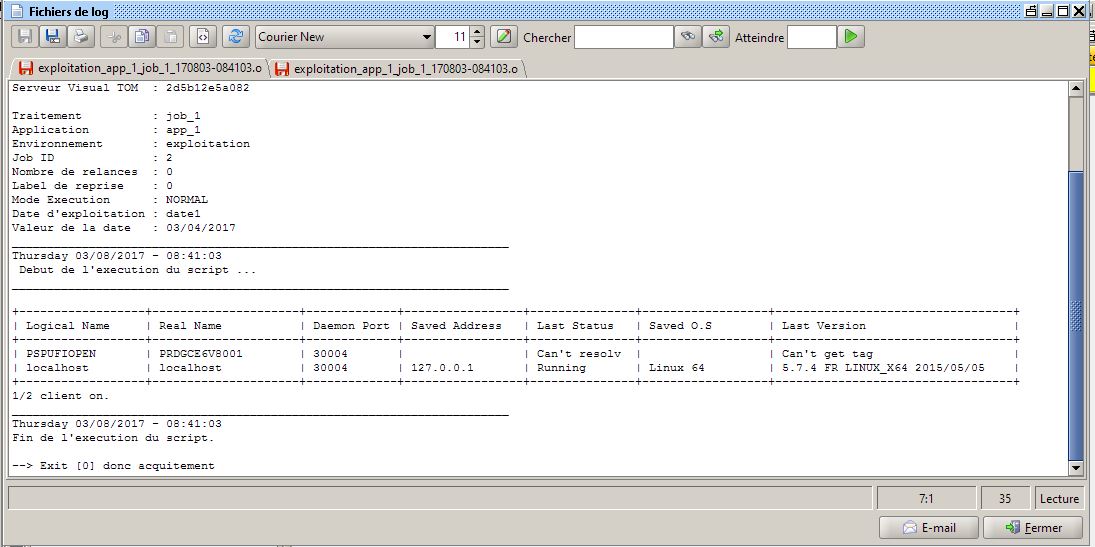 Fichiers de log
Courier New 11 Chercher Atteindre
exploitation_app_1_job_1_170803-084103.o exploitation_app_1_job_1_170803-084103.o
Serveur Visual TOM : 2d5b12e5a082
Traitement : job_1
Application : app_1
Environnement : exploitation
Job ID : 2
Nombre de relances : 0
Label de reprise : 0
Mode Execution : NORMAL
Date d'exploitation : date1
Valeur de la date : 03/04/2017
Thursday 03/08/2017 - 08:41:03
Debut de l'execution du script ...
| Logical Name | Real Name | Daemon Port | Saved Address | Last Status | Saved O.S | Last Version |
| PSPUFIOPEN | PRDGCE6V8001 | 30004 | | Can't resolv | | Can't get tag |
| localhost | localhost | 30004 | 127.0.0.1 | Running | Linux 64 | 5.7.4 FR LINUX_X64 2015/05/05 |
1/2 client on.
Thursday 03/08/2017 - 08:41:03
Fin de l'execution du script.
--> Exit [0] donc acquitement
7:1 35 Lecture
E-mail Fermer